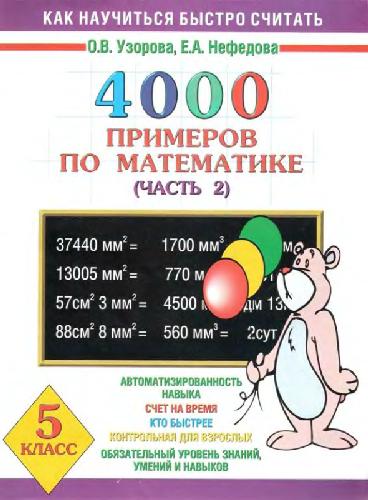 КАК НАУЧИТЬСЯ БЫСТРО СЧИТАТЬ
О.В. Узорова, Е.А. Нефедова
4000
ПРИМЕРОВ
ПО МАТЕМАТИКЕ
(ЧАСТЬ 2)
37440 мм² = 1700 мм³ м
13005 мм² = 770 м
57см² 3 мм² = 4500 дм 13
88см² 8 мм² = 560 мм³ = 2сут
АВТОМАТИЗИРОВАННОСТЬ
НАВЫКА
СЧЕТ НА ВРЕМЯ
КТО БЫСТРЕЕ
КОНТРОЛЬНАЯ ДЛЯ ВЗРОСЛЫХ
ОБЯЗАТЕЛЬНЫЙ УРОВЕНЬ ЗНАНИЙ,
УМЕНИЙ И НАВЫКОВ
5
КЛАСС